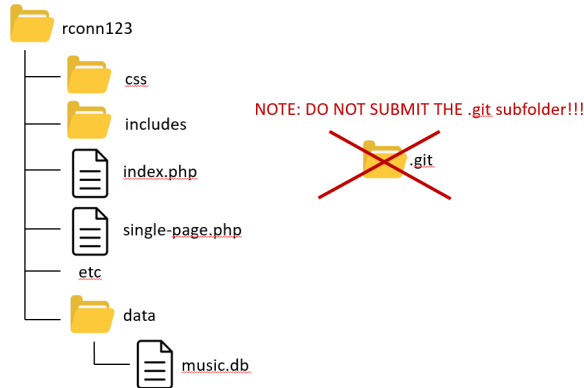 rconn123
css
includes
NOTE: DO NOT SUBMIT THE .git subfolder!!!
.git
index.php
single-page.php
etc
data
music.db